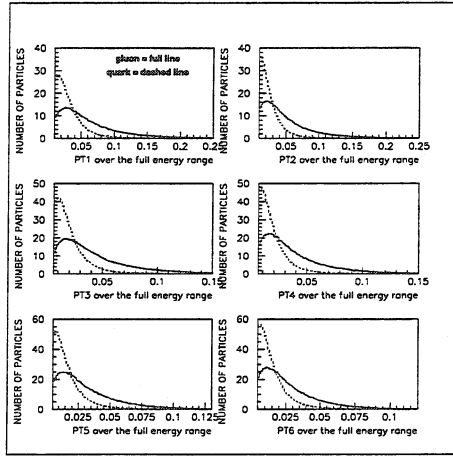 NUMBER OF PARTICLES
40
30
20
10
0
gluon = full line
quark = dashed line
0.05 0.1 0.15 0.2 0.25
PT1 over the full energy range
NUMBER OF PARTICLES
40
30
20
10
0
0.05 0.1 0.15 0.2 0.25
PT2 over the full energy range
NUMBER OF PARTICLES
50
40
30
20
10
0
0.05 0.1 0.15
PT3 over the full energy range
NUMBER OF PARTICLES
50
40
30
20
10
0
0.05 0.1 0.15
PT4 over the full energy range
NUMBER OF PARTICLES
60
40
20
0
0.025 0.05 0.075 0.1 0.125
PT5 over the full energy range
NUMBER OF PARTICLES
60
40
20
0
0.025 0.05 0.075 0.1
PT6 over the full energy range